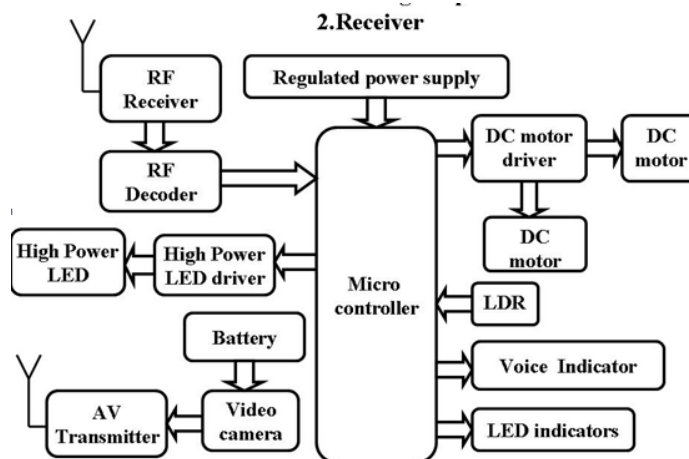 2.Receiver
RF
Receiver
Regulated power supply
DC motor
driver
DC
motor
RF
Decoder
DC
motor
High Power
LED
High Power
LED driver
Micro
controller
LDR
Battery
Voice Indicator
AV
Transmitter
Video
camera
LED indicators